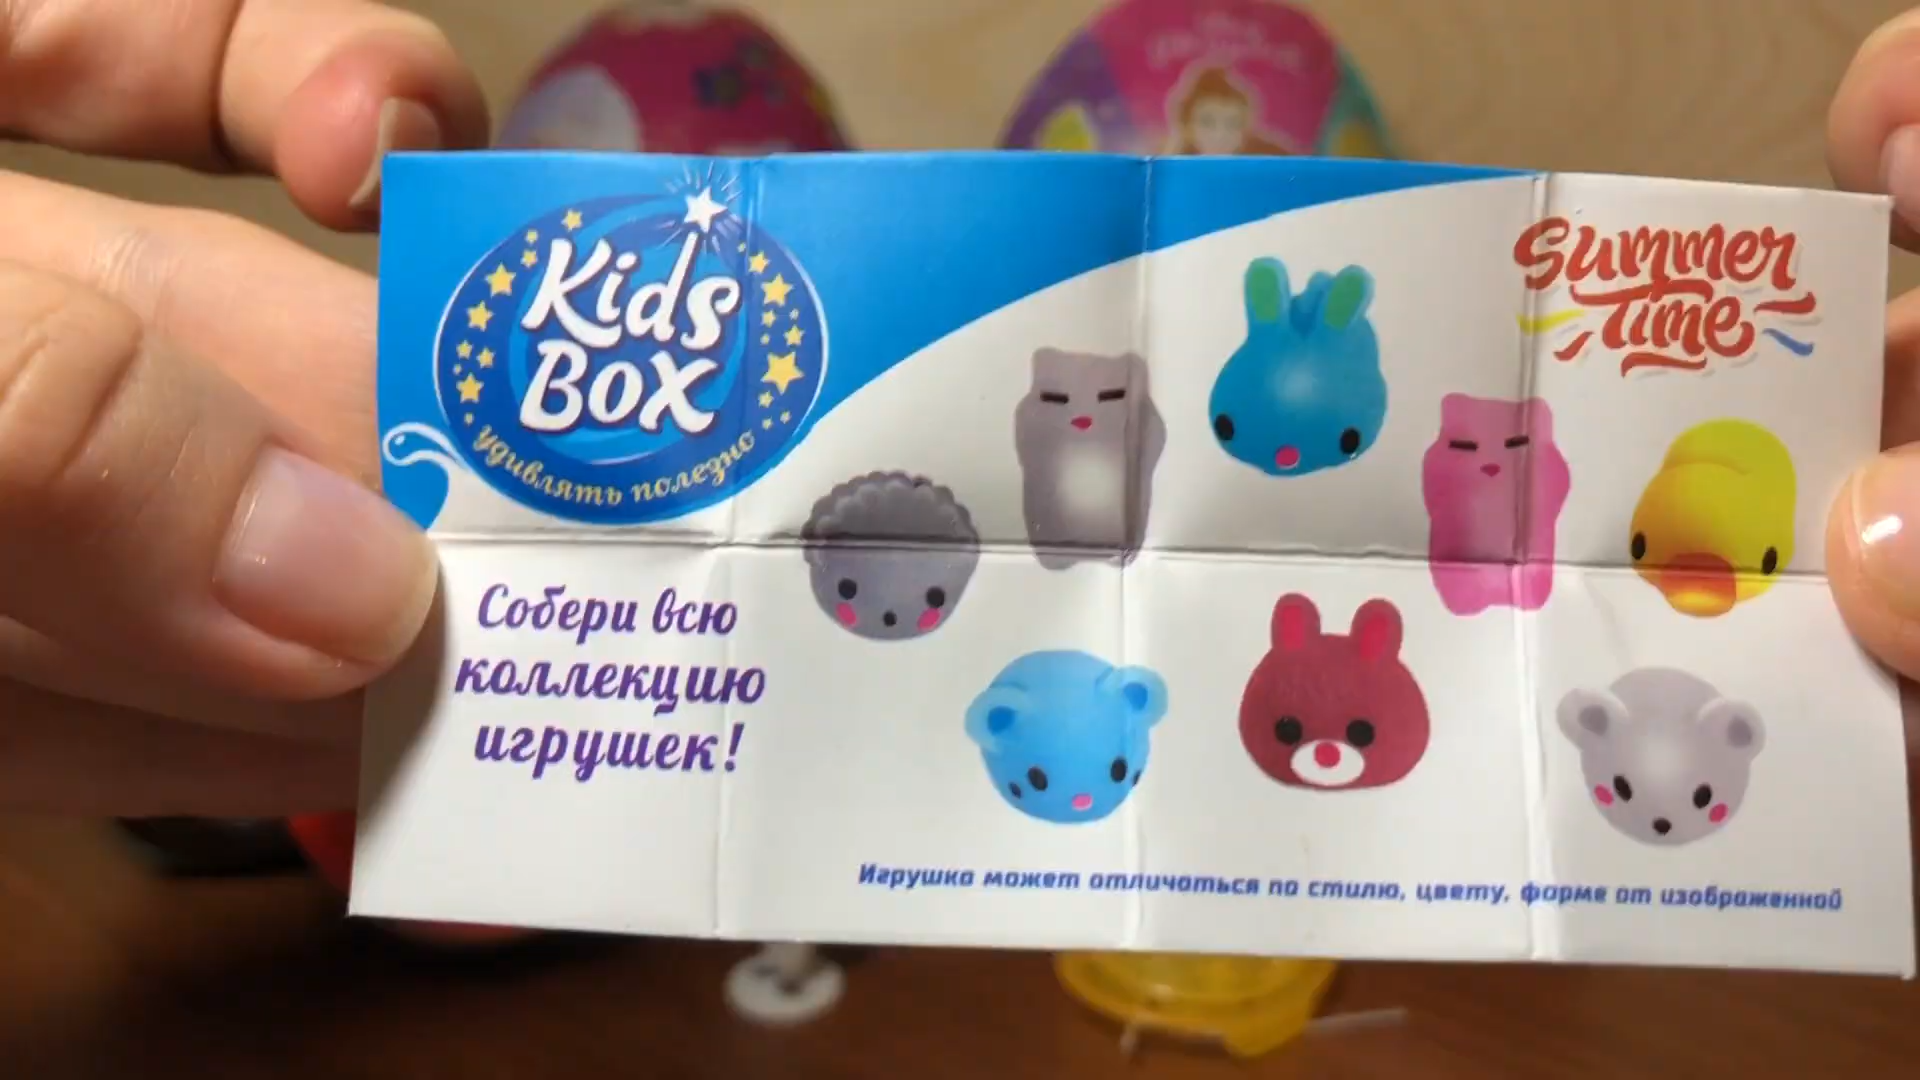 Kids
Box
удивлять полезно
Summer
Time
Собери всю
коллекцию
игрушек!
Игрушка может отличаться по стилю, цвету, форме от изображенной